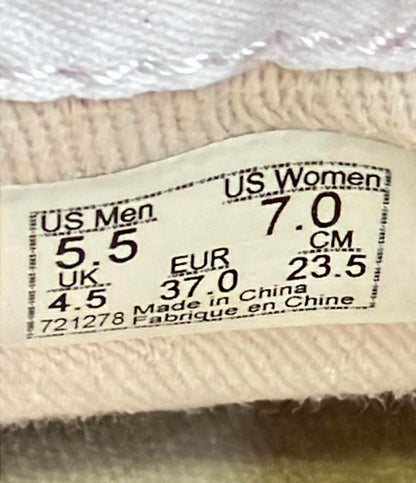 US Men US Women
5.5 7.0
UK EUR CM
4.5 37.0 23.5
721278 Made in China
Fabrique en Chine